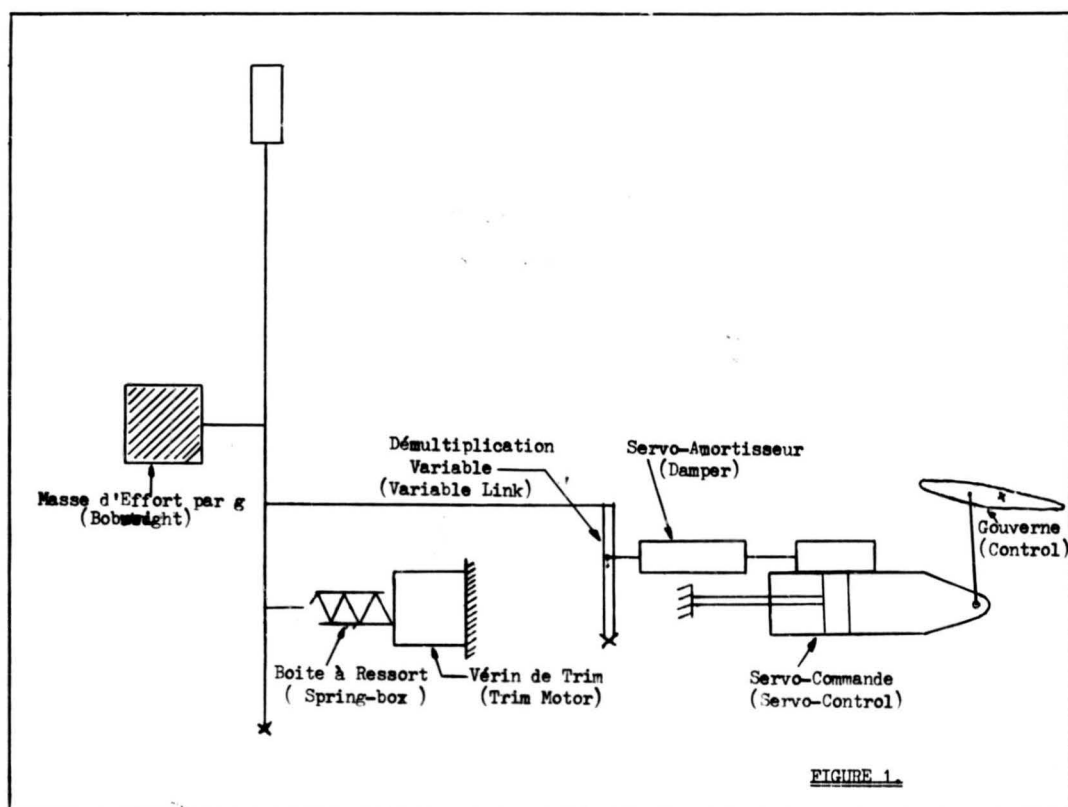 Démultiplication
Variable
(Variable Link)
Servo-Amortisseur
(Damper)
Masse d'Effort par g
(Bobweight)
Gouverne
(Control)
Boite à Ressort
( Spring-box )
Vérin de Trim
(Trim Motor)
Servo-Commande
(Servo-Control)
FIGURE 1.